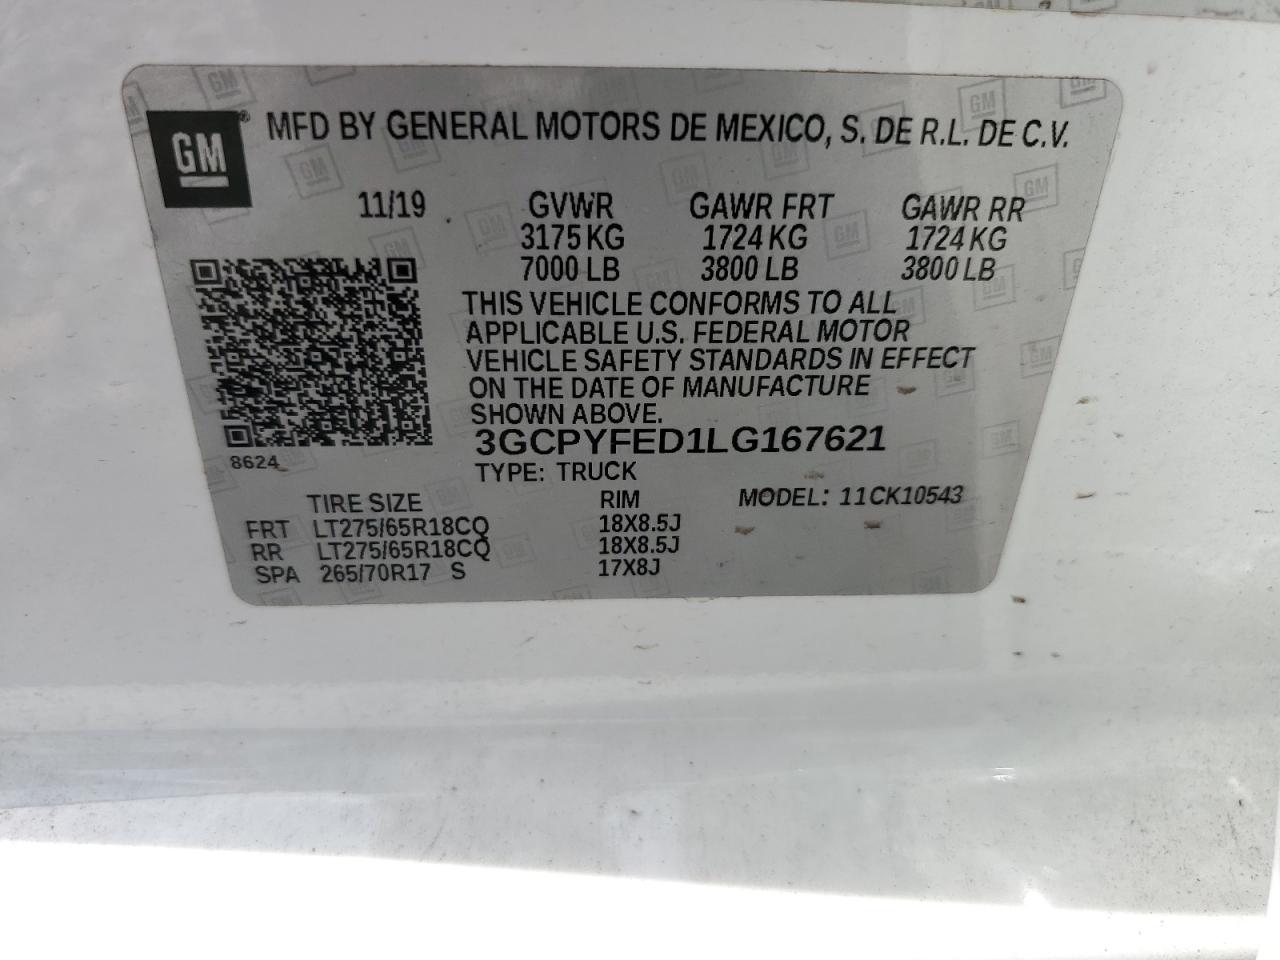 GM® MFD BY GENERAL MOTORS DE MEXICO, S. DE R.L. DE C.V.
11/19 GVWR GAWR FRT GAWR RR
3175 KG 1724 KG 1724 KG
7000 LB 3800 LB 3800 LB
THIS VEHICLE CONFORMS TO ALL
APPLICABLE U.S. FEDERAL MOTOR
VEHICLE SAFETY STANDARDS IN EFFECT
ON THE DATE OF MANUFACTURE
SHOWN ABOVE.
3GCPYFED1LG167621
8624
TYPE: TRUCK
TIRE SIZE RIM MODEL: 11CK10543
FRT LT275/65R18CQ 18X8.5J
RR LT275/65R18CQ 18X8.5J
SPA 265/70R17 S 17X8J